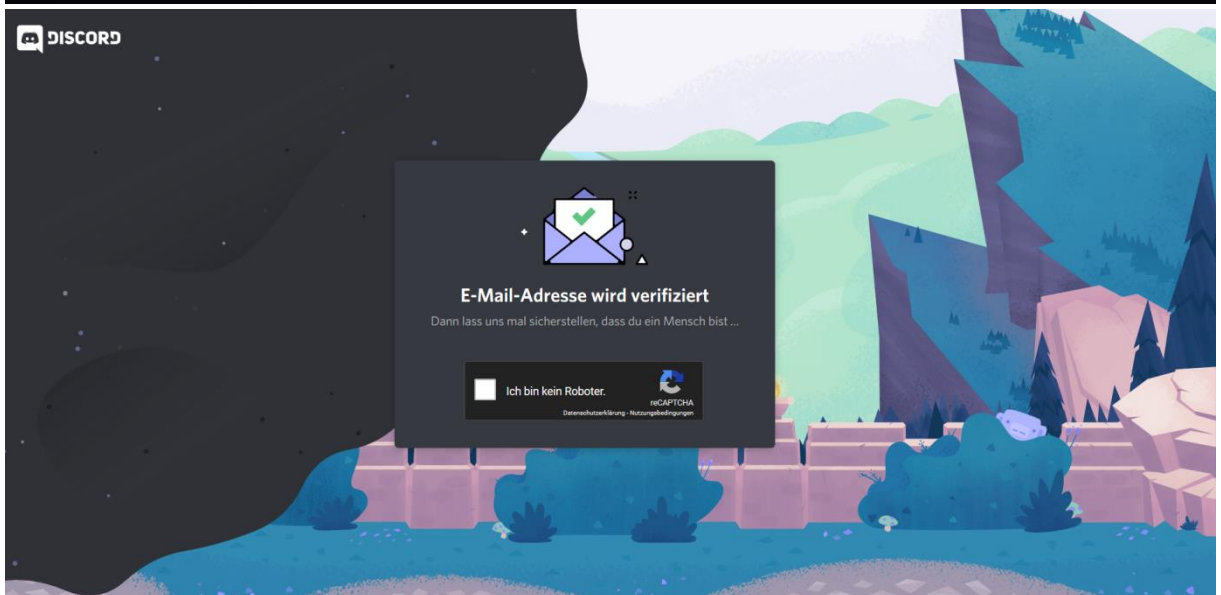 DISCORD
E-Mail-Adresse wird verifiziert
Dann lass uns mal sicherstellen, dass du ein Mensch bist ...
Ich bin kein Roboter.
reCAPTCHA
Datenschutzerklärung - Nutzungsbedingungen